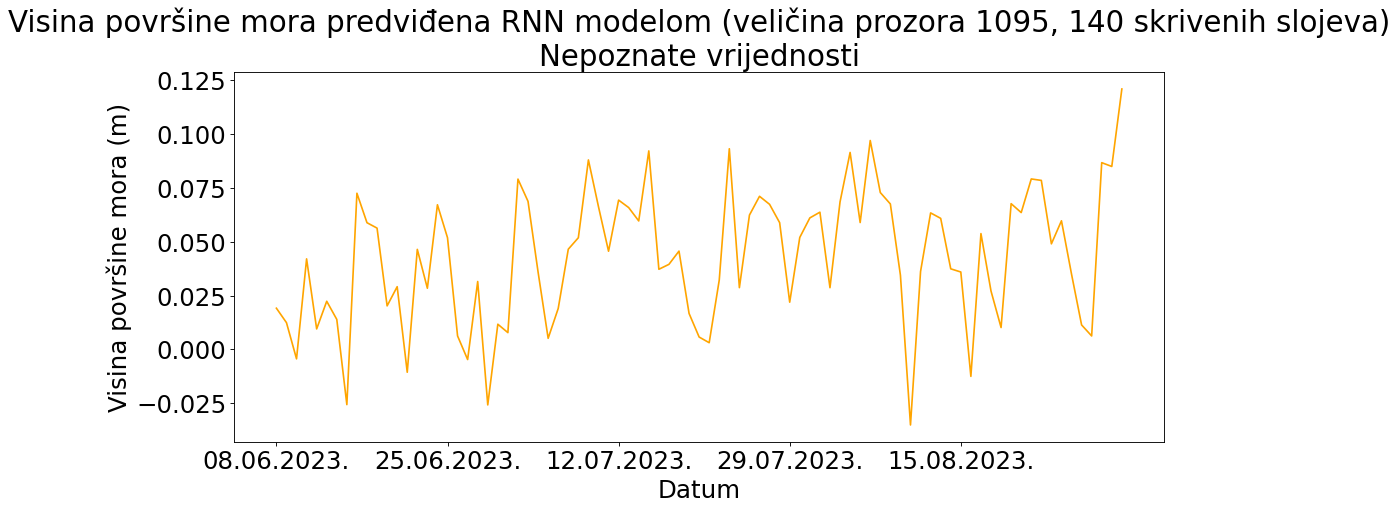 Visina površine mora predviđena RNN modelom (veličina prozora 1095, 140 skrivenih slojeva)
Nepoznate vrijednosti
Visina površine mora (m)
0.125
0.100
0.075
0.050
0.025
0.000
−0.025
08.06.2023. 25.06.2023. 12.07.2023. 29.07.2023. 15.08.2023.
Datum